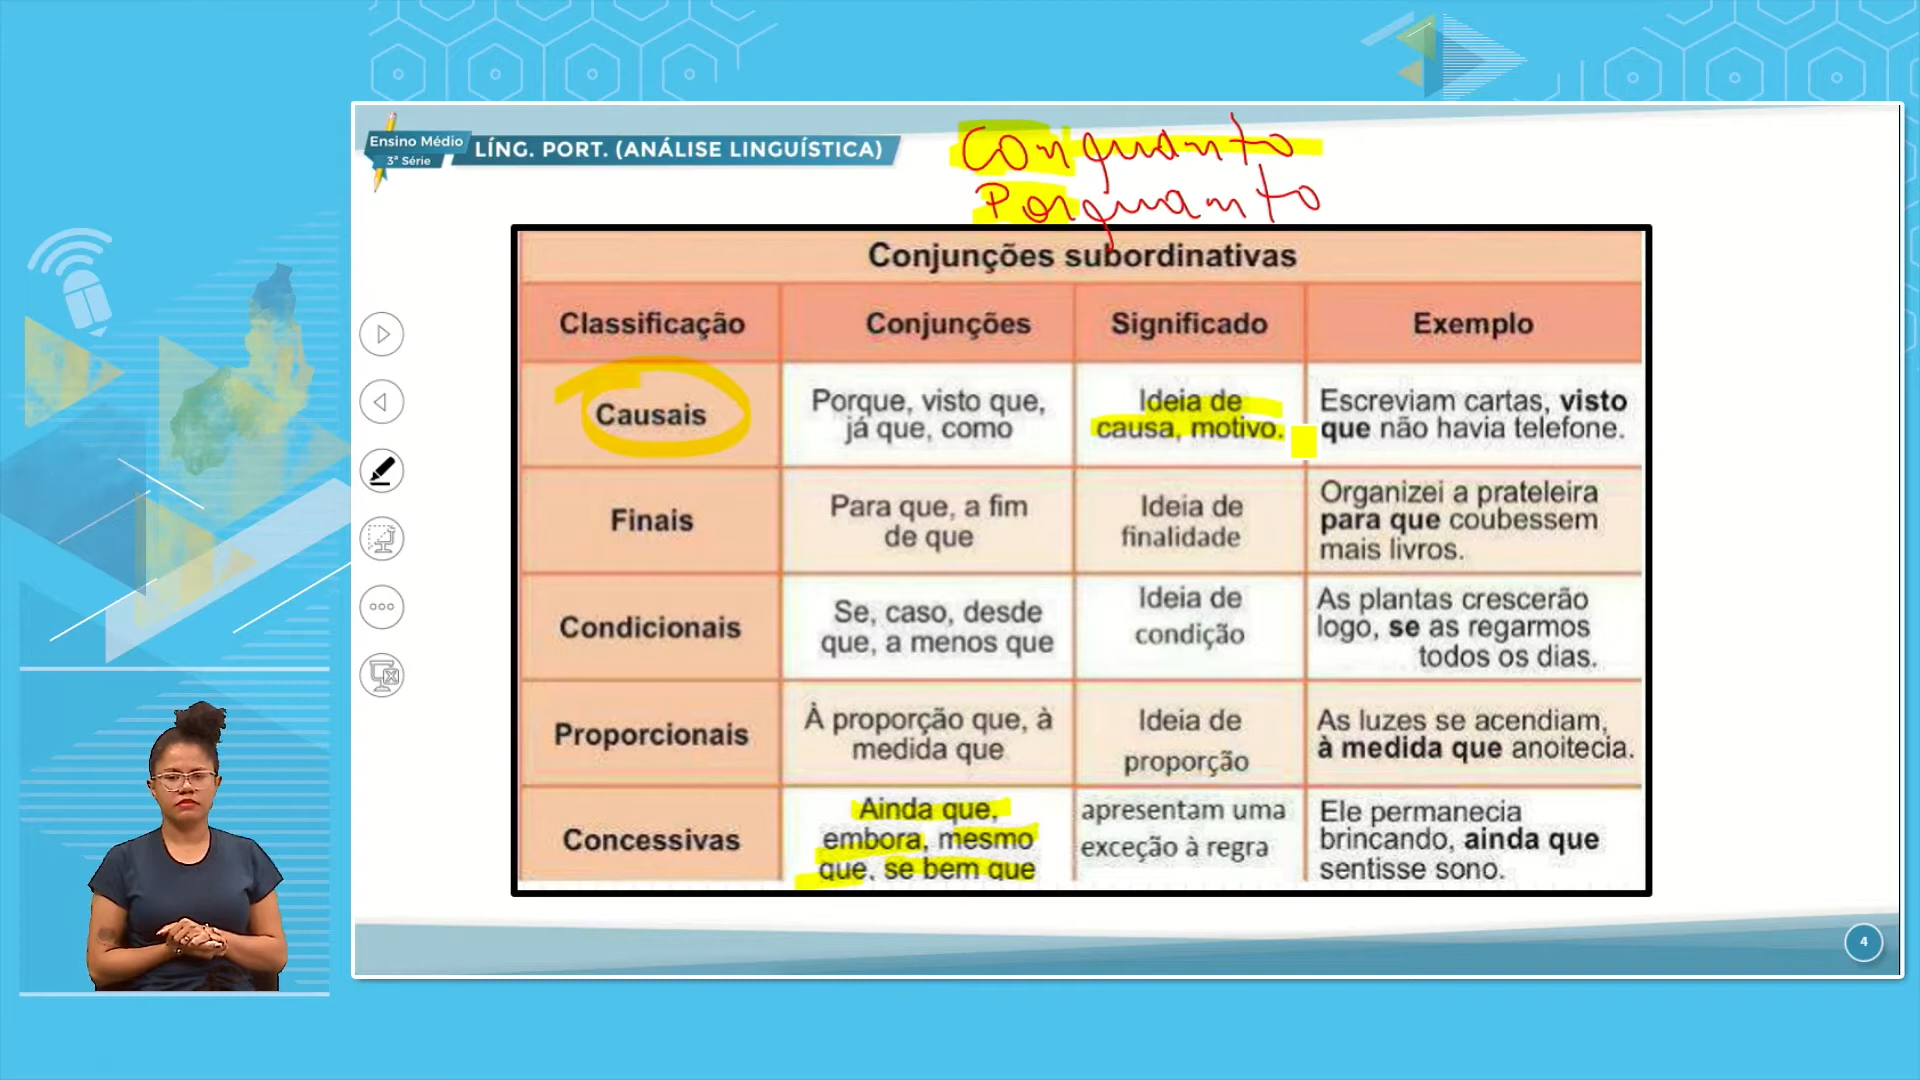 Ensino Médio
3ª Série
LÍNG. PORT. (ANÁLISE LINGUÍSTICA)
Conquanto
Porquanto
Conjunções subordinativas
Classificação
Conjunções
Significado
Exemplo
Causais
Porque, visto que,
já que, como
Ideia de
causa, motivo.
Escreviam cartas, visto
que não havia telefone.
Finais
Para que, a fim
de que
Ideia de
finalidade
Organizei a prateleira
para que coubessem
mais livros.
Condicionais
Se, caso, desde
que, a menos que
Ideia de
condição
As plantas crescerão
logo, se as regarmos
todos os dias.
Proporcionais
À proporção que, à
medida que
Ideia de
proporção
As luzes se acendiam,
à medida que anoitecia.
Concessivas
Ainda que,
embora, mesmo
que, se bem que
apresentam uma
exceção à regra
Ele permanecia
brincando, ainda que
sentisse sono.
4